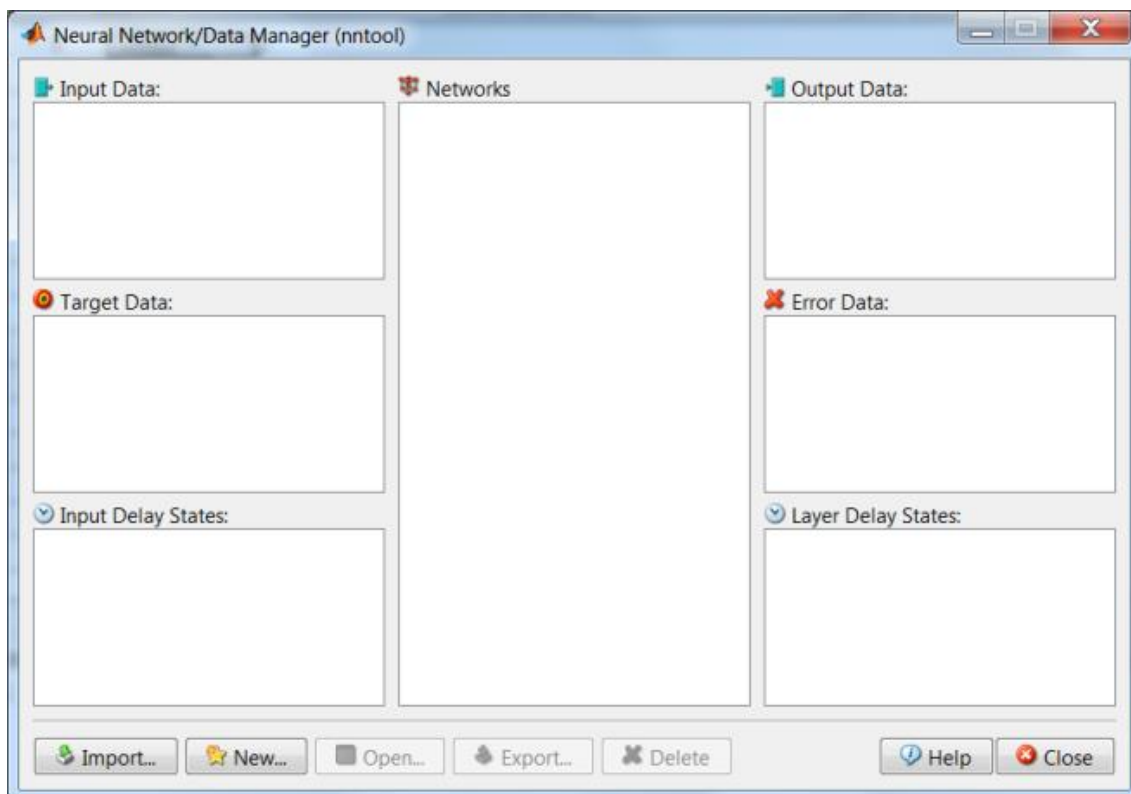 Neural Network/Data Manager (nntool)
Input Data:
Networks
Output Data:
Target Data:
Error Data:
Input Delay States:
Layer Delay States:
Import...
New...
Open...
Export...
Delete
Help
Close